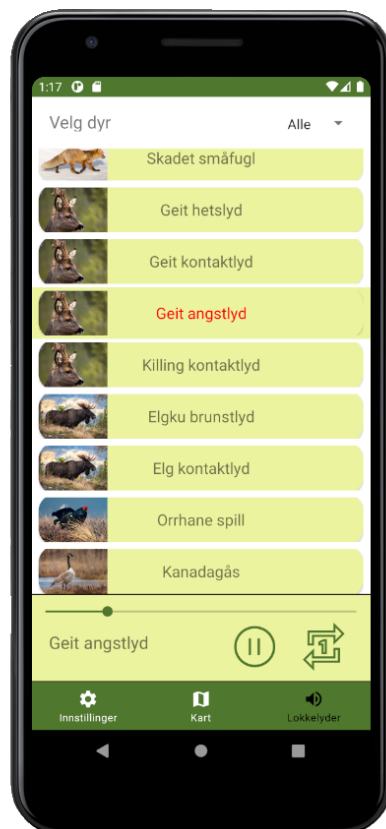 1:17
Velg dyr
Alle
Skadet småfugl
Geit hetslyd
Geit kontaktlyd
Geit angstlyd
Killing kontaktlyd
Elgku brunstlyd
Elg kontaktlyd
Orrhane spill
Kanadagås
Geit angstlyd
1
Innstillinger
Kart
Lokkelyder